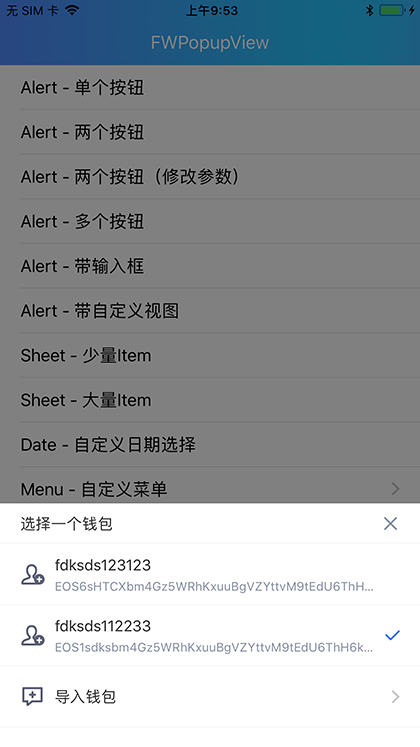 无 SIM 卡
上午9:53
FWPopupView
Alert - 单个按钮
Alert - 两个按钮
Alert - 两个按钮（修改参数）
Alert - 多个按钮
Alert - 带输入框
Alert - 带自定义视图
Sheet - 少量Item
Sheet - 大量Item
Date - 自定义日期选择
Menu - 自定义菜单
选择一个钱包
fdksds123123
EOS6sHTCXbm4Gz5WRhKxuuBgVZYttvM9tEdU6ThH...
fdksds112233
EOS1sdksbm4Gz5WRhKxuuBgVZYttvM9tEdU6ThH6k...
导入钱包